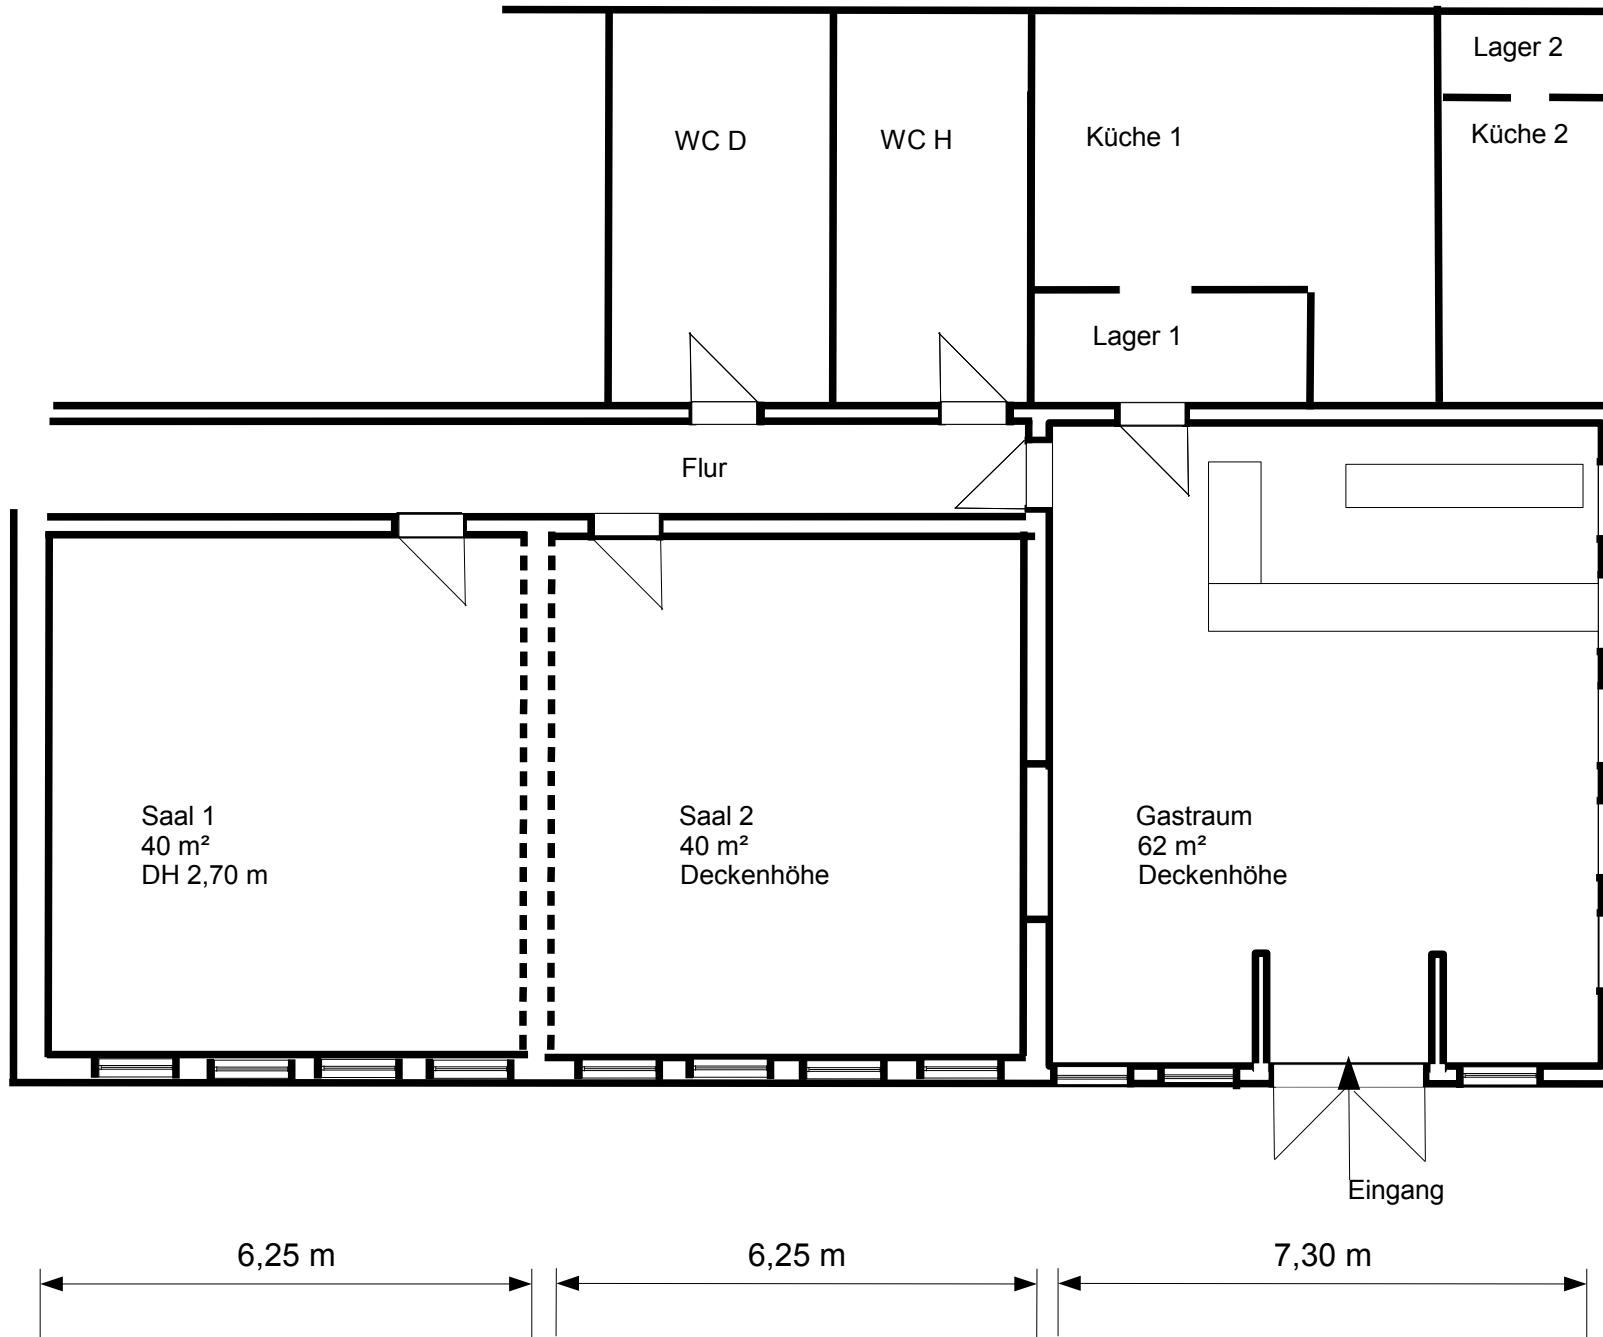 Lager 2
WC D
WC H
Küche 1
Küche 2
Lager 1
Flur
Saal 1
40 m²
DH 2,70 m
Saal 2
40 m²
Deckenhöhe
Gastraum
62 m²
Deckenhöhe
Eingang
6,25 m
6,25 m
7,30 m